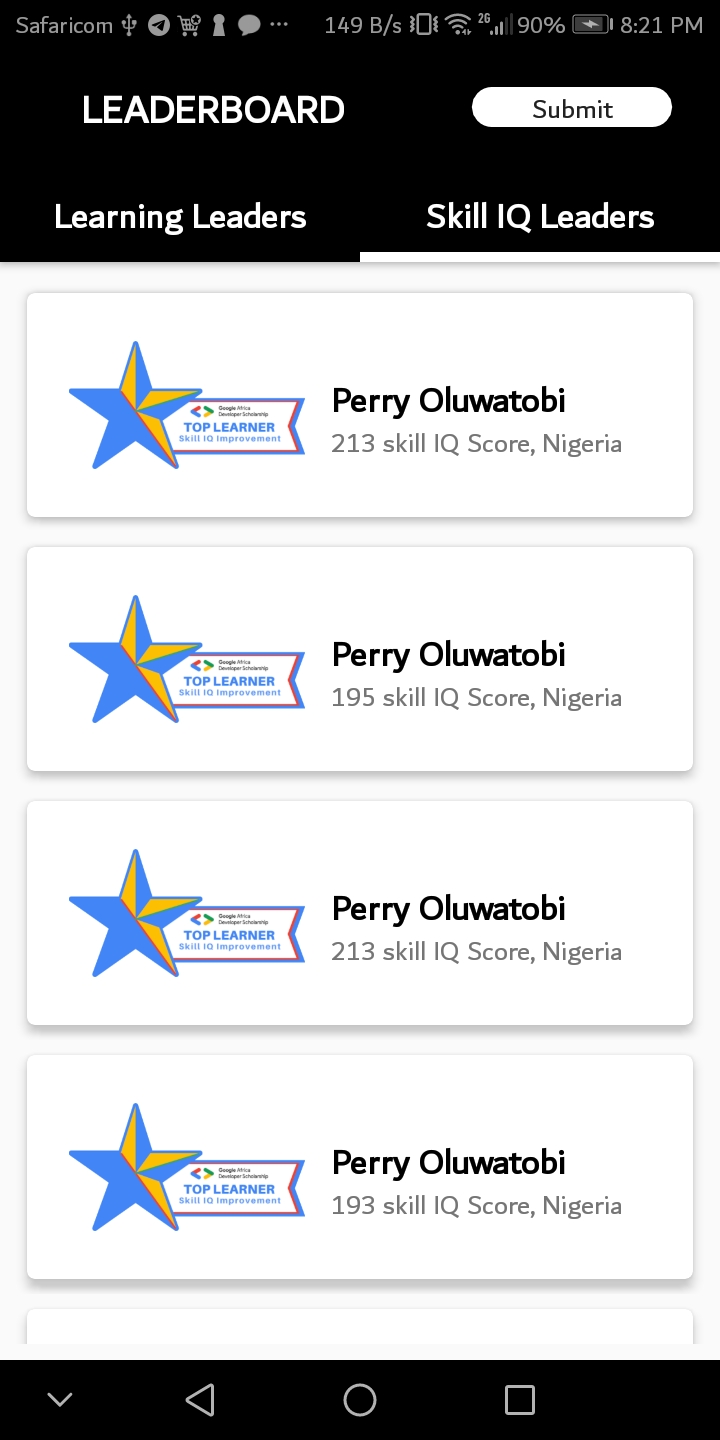 Safaricom 149 B/s 2G 90% 8:21 PM
LEADERBOARD Submit
Learning Leaders Skill IQ Leaders
Google Africa
Developer Scholarship
TOP LEARNER
Skill IQ Improvement
Perry Oluwatobi
213 skill IQ Score, Nigeria
Google Africa
Developer Scholarship
TOP LEARNER
Skill IQ Improvement
Perry Oluwatobi
195 skill IQ Score, Nigeria
Google Africa
Developer Scholarship
TOP LEARNER
Skill IQ Improvement
Perry Oluwatobi
213 skill IQ Score, Nigeria
Google Africa
Developer Scholarship
TOP LEARNER
Skill IQ Improvement
Perry Oluwatobi
193 skill IQ Score, Nigeria